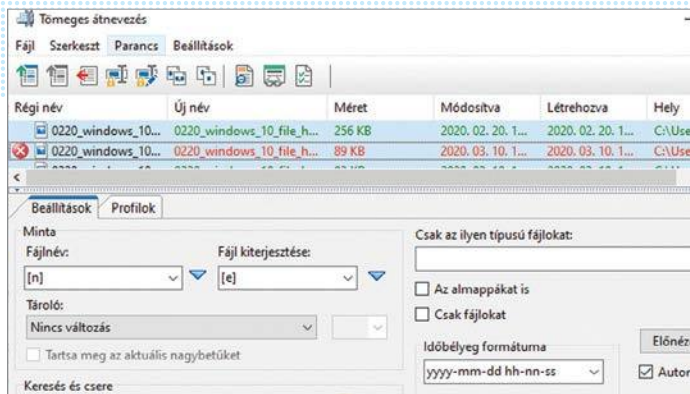 Tömeges átnevezés
Fájl Szerkeszt Parancs Beállítások
Régi név Új név Méret Módosítva Létrehozva Hely
0220_windows_10... 0220_windows_10_file_h... 256 KB 2020. 02. 20. 1... 2020. 02. 20. 1... C:\Use
0220_windows_10... 0220_windows_10_file_h... 89 KB 2020. 03. 10. 1... 2020. 03. 10. 1... C:\Use
Beállítások Profilok
Minta
Csak az ilyen típusú fájlokat:
Fájlnév: Fájl kiterjesztése:
[n] [e]
Az almappákat is
Tároló:
Csak fájlokat
Nincs változás
Időbélyeg formátuma
Előnéz
Tartsa meg az aktuális nagybetűket
yyyy-mm-dd hh-nn-ss
Autor
Keresés és csere